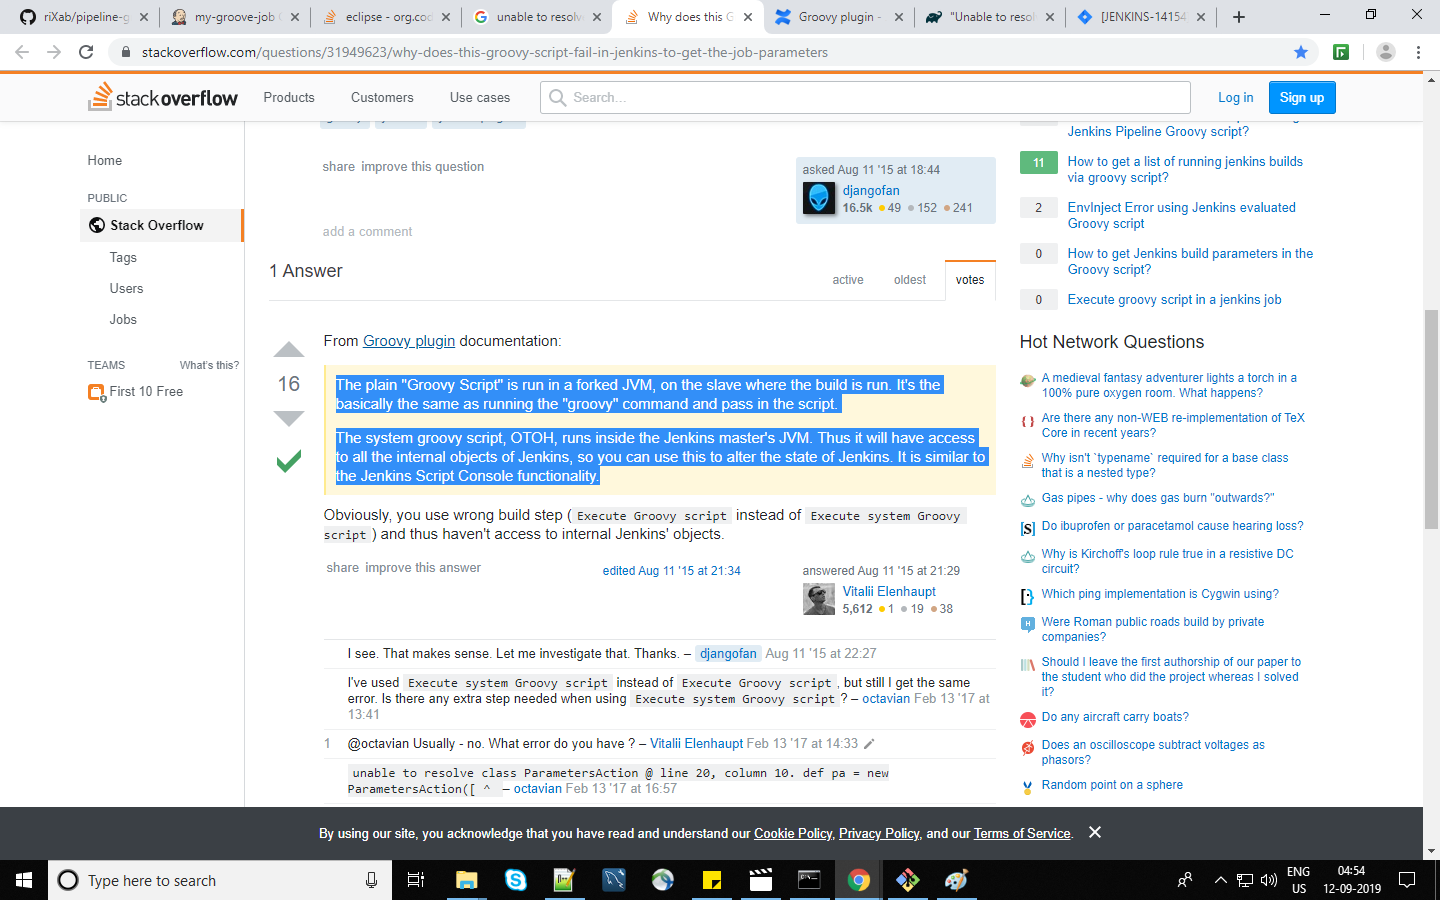 riXab/pipeline-g
my-groove-job
eclipse - org.cod
unable to resolv
Why does this G
Groovy plugin -
"Unable to resol
[JENKINS-14154
stackoverflow.com/questions/31949623/why-does-this-groovy-script-fail-in-jenkins-to-get-the-job-parameters
stackoverflow
Products
Customers
Use cases
Search...
Log in
Sign up
Home
PUBLIC
Stack Overflow
Tags
Users
Jobs
TEAMS
What's this?
First 10 Free
share improve this question
asked Aug 11 '15 at 18:44
djangofan
16.5k 49 152 241
add a comment
1 Answer
active
oldest
votes
16
From Groovy plugin documentation:
The plain "Groovy Script" is run in a forked JVM, on the slave where the build is run. It's the
basically the same as running the "groovy" command and pass in the script.
The system groovy script, OTOH, runs inside the Jenkins master's JVM. Thus it will have access
to all the internal objects of Jenkins, so you can use this to alter the state of Jenkins. It is similar to
the Jenkins Script Console functionality.
Obviously, you use wrong build step ( Execute Groovy script instead of Execute system Groovy
script ) and thus haven't access to internal Jenkins' objects.
share improve this answer
edited Aug 11 '15 at 21:34
answered Aug 11 '15 at 21:29
Vitalii Elenhaupt
5,612 1 19 38
I see. That makes sense. Let me investigate that. Thanks. – djangofan Aug 11 '15 at 22:27
I've used Execute system Groovy script instead of Execute Groovy script , but still I get the same
error. Is there any extra step needed when using Execute system Groovy script ? – octavian Feb 13 '17 at
13:41
1 @octavian Usually - no. What error do you have ? – Vitalii Elenhaupt Feb 13 '17 at 14:33
unable to resolve class ParametersAction @ line 20, column 10. def pa = new
ParametersAction([ ^ – octavian Feb 13 '17 at 16:57
Jenkins Pipeline Groovy script?
11 How to get a list of running jenkins builds
via groovy script?
2 EnvInject Error using Jenkins evaluated
Groovy script
0 How to get Jenkins build parameters in the
Groovy script?
0 Execute groovy script in a jenkins job
Hot Network Questions
A medieval fantasy adventurer lights a torch in a
100% pure oxygen room. What happens?
Are there any non-WEB re-implementation of TeX
Core in recent years?
Why isn't `typename` required for a base class
that is a nested type?
Gas pipes - why does gas burn "outwards?"
Do ibuprofen or paracetamol cause hearing loss?
Why is Kirchoff's loop rule true in a resistive DC
circuit?
Which ping implementation is Cygwin using?
Were Roman public roads build by private
companies?
Should I leave the first authorship of our paper to
the student who did the project whereas I solved
it?
Do any aircraft carry boats?
Does an oscilloscope subtract voltages as
phasors?
Random point on a sphere
By using our site, you acknowledge that you have read and understand our Cookie Policy, Privacy Policy, and our Terms of Service.
Type here to search
ENG
US
04:54
12-09-2019